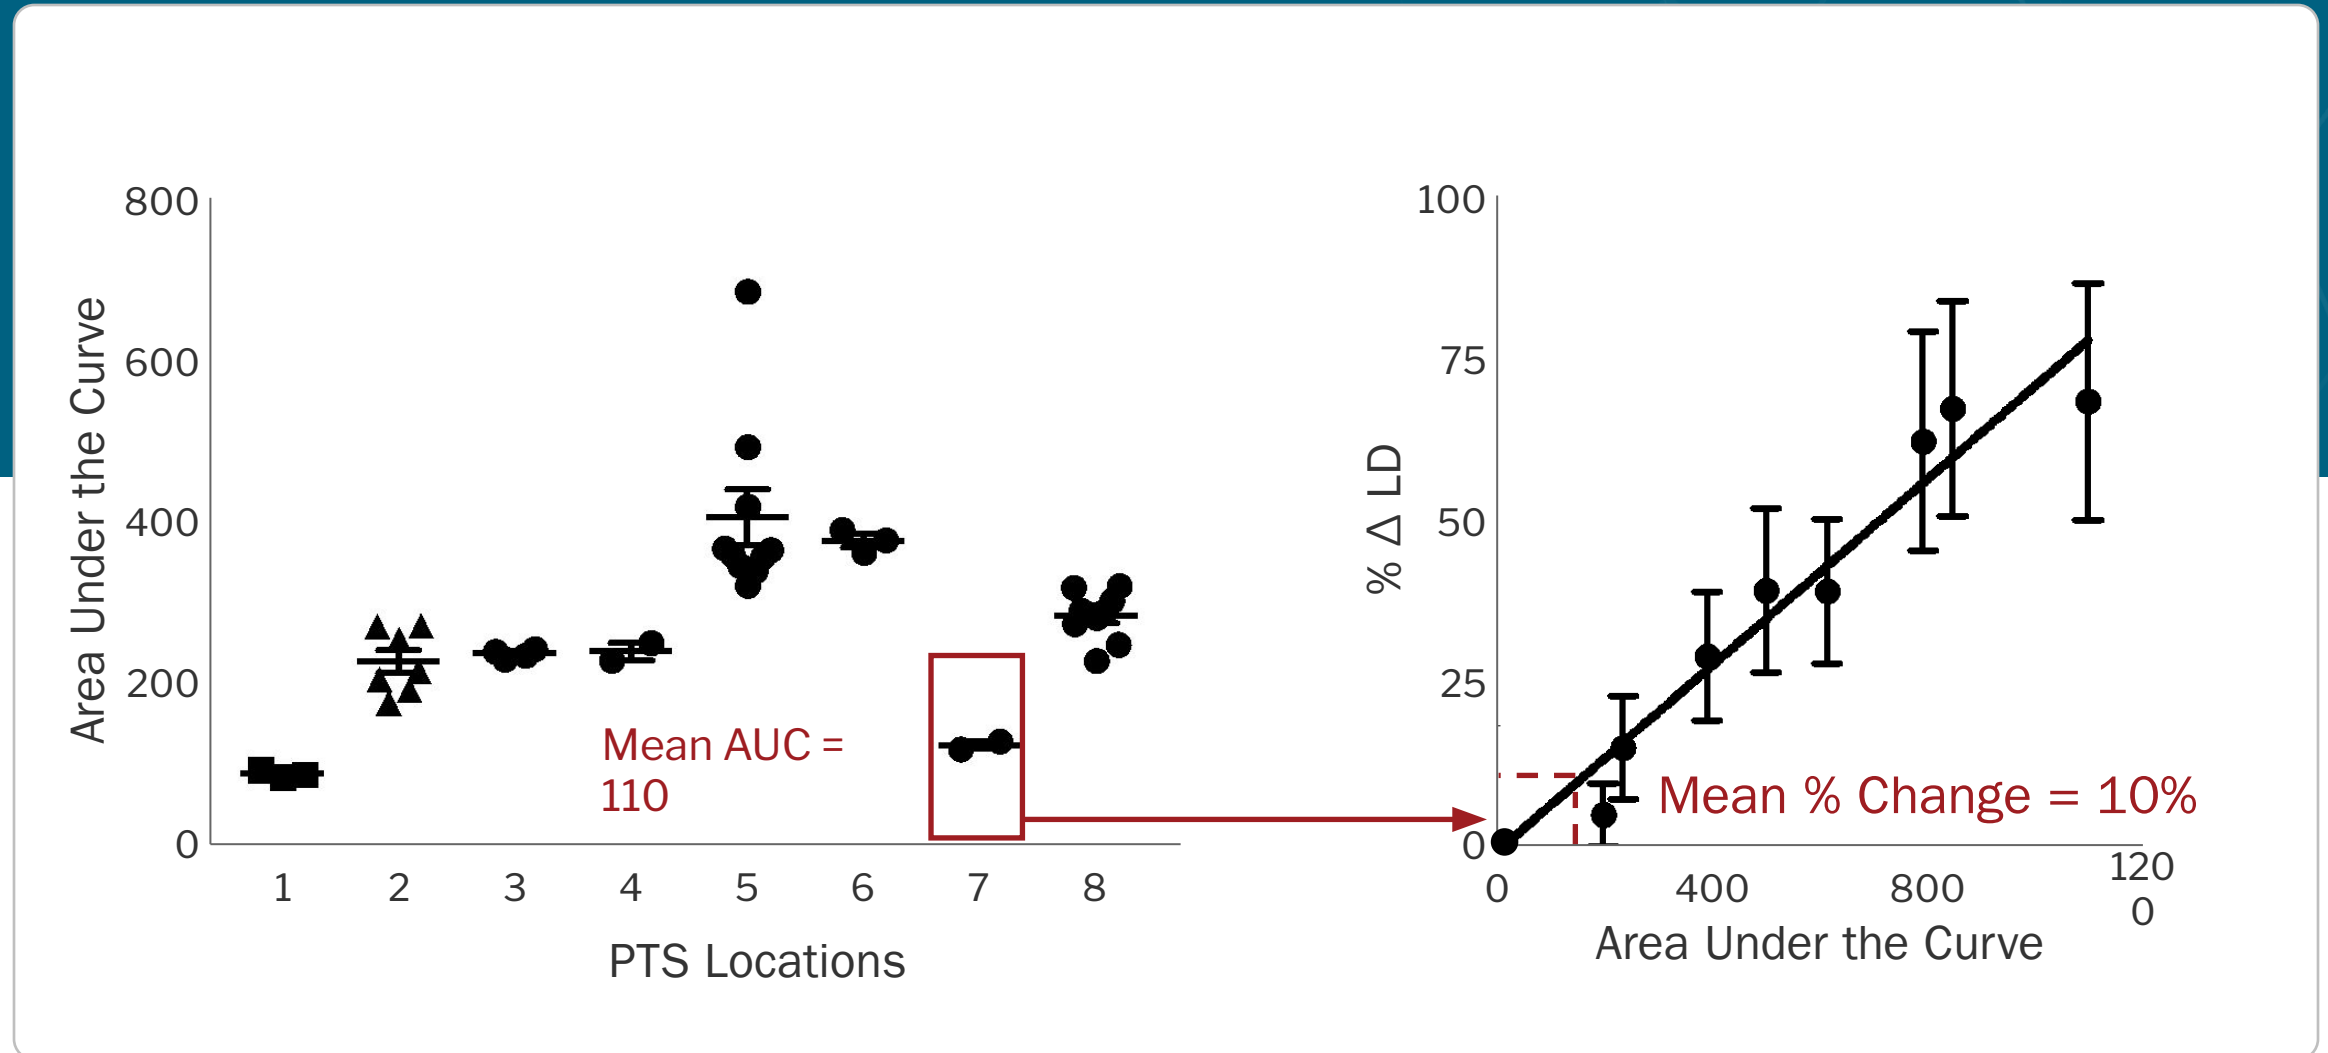 800
600
400
200
0
Area Under the Curve
Mean AUC =
110
1 2 3 4 5 6 7 8
PTS Locations
100
75
50
25
0
% Δ LD
Mean % Change = 10%
0 400 800 120
0
Area Under the Curve